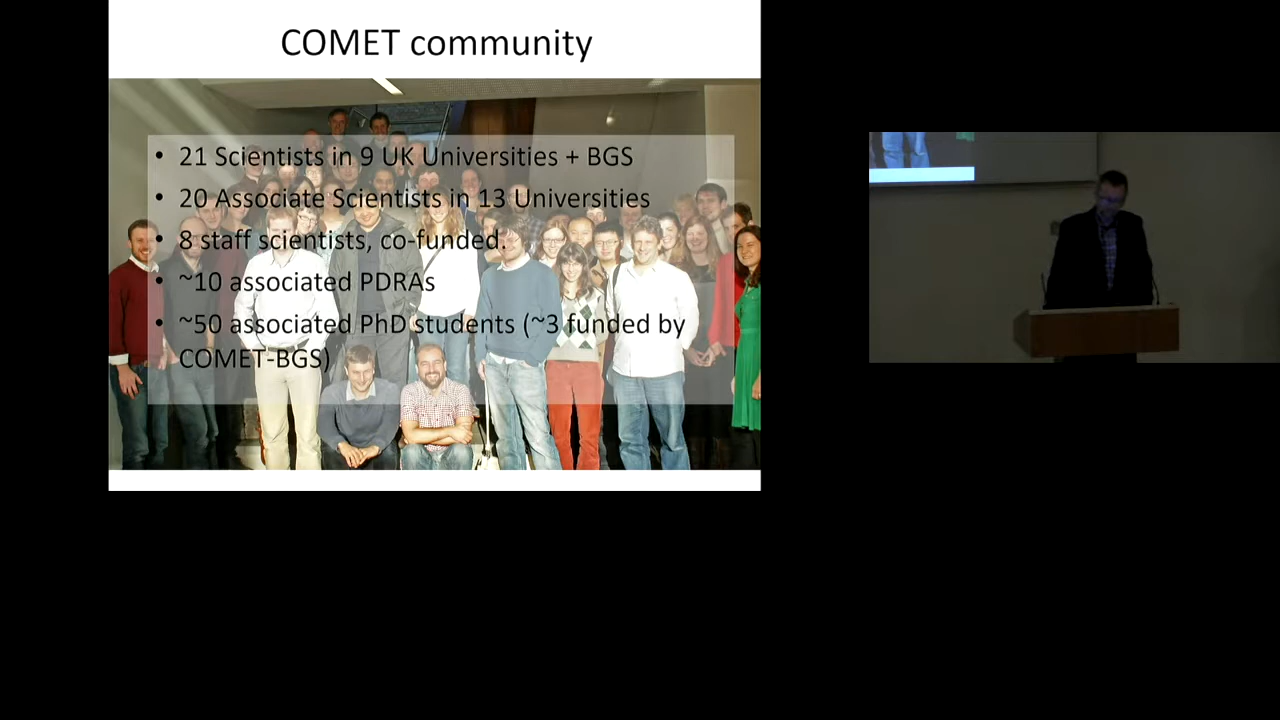 COMET community
• 21 Scientists in 9 UK Universities + BGS
• 20 Associate Scientists in 13 Universities
• 8 staff scientists, co-funded.
• ~10 associated PDRAs
• ~50 associated PhD students (~3 funded by
COMET-BGS)